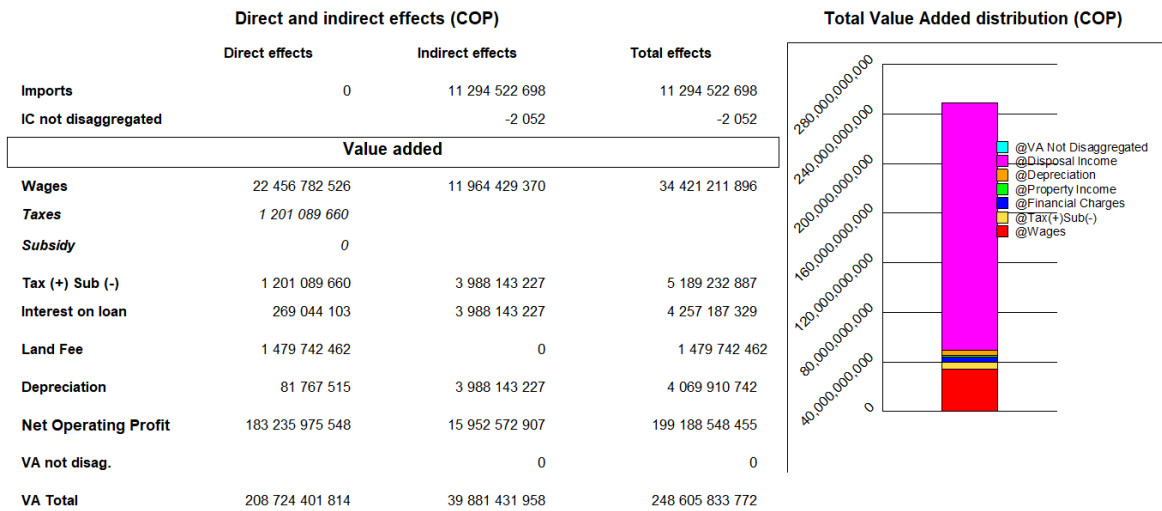 Direct and indirect effects (COP)
Direct effects Indirect effects Total effects
Imports 0 11 294 522 698 11 294 522 698
IC not disaggregated -2 052 -2 052
Value added
Wages 22 456 782 526 11 964 429 370 34 421 211 896
Taxes 1 201 089 660
Subsidy 0
Tax (+) Sub (-) 1 201 089 660 3 988 143 227 5 189 232 887
Interest on loan 269 044 103 3 988 143 227 4 257 187 329
Land Fee 1 479 742 462 0 1 479 742 462
Depreciation 81 767 515 3 988 143 227 4 069 910 742
Net Operating Profit 183 235 975 548 15 952 572 907 199 188 548 455
VA not disag. 0 0
VA Total 208 724 401 814 39 881 431 958 248 605 833 772
Total Value Added distribution (COP)
280,000,000,000
240,000,000,000
200,000,000,000
160,000,000,000
120,000,000,000
80,000,000,000
40,000,000,000
0
@VA Not Disaggregated
@Disposal Income
@Depreciation
@Property Income
@Financial Charges
@Tax(+)Sub(-)
@Wages